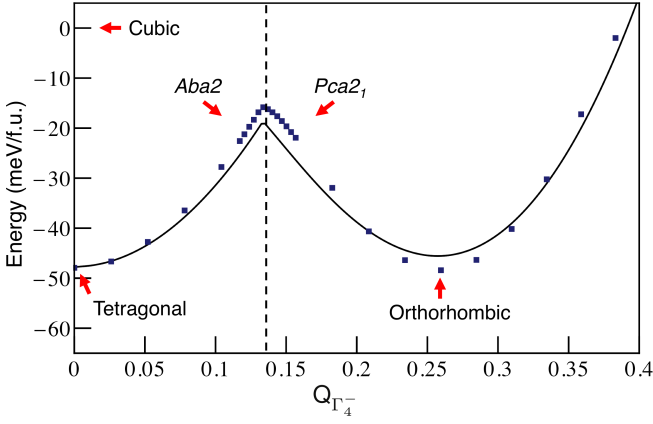 0
Cubic
−10
Aba2
Pca2₁
−20
−30
−40
−50
−60
Energy (meV/f.u.)
Tetragonal
Orthorhombic
0 0.05 0.1 0.15 0.2 0.25 0.3 0.35 0.4
Q_Γ₄⁻